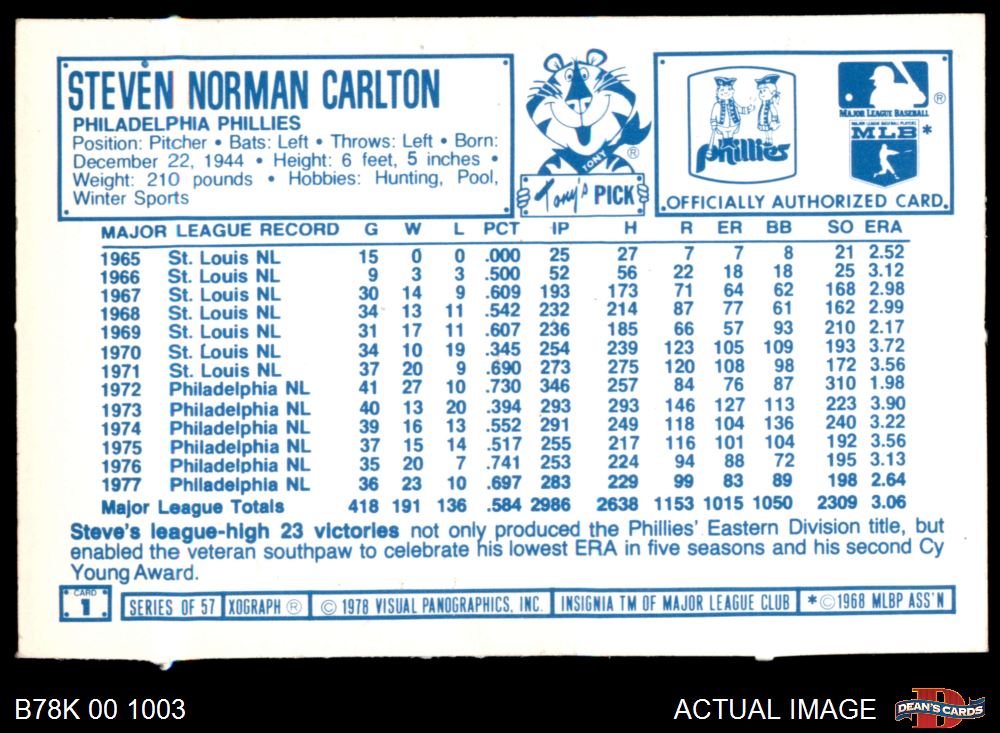 STEVEN NORMAN CARLTON
PHILADELPHIA PHILLIES
Position: Pitcher • Bats: Left • Throws: Left • Born:
December 22, 1944 • Height: 6 feet, 5 inches •
Weight: 210 pounds • Hobbies: Hunting, Pool,
Winter Sports
TONY ®
Tony's PICK
Phillies
®
MAJOR LEAGUE BASEBALL
MAJOR LEAGUE BASEBALL PLAYERS
MLB *
OFFICIALLY AUTHORIZED CARD.
MAJOR LEAGUE RECORD G W L PCT IP H R ER BB SO ERA
1965 St. Louis NL 15 0 0 .000 25 27 7 7 8 21 2.52
1966 St. Louis NL 9 3 3 .500 52 56 22 18 18 25 3.12
1967 St. Louis NL 30 14 9 .609 193 173 71 64 62 168 2.98
1968 St. Louis NL 34 13 11 .542 232 214 87 77 61 162 2.99
1969 St. Louis NL 31 17 11 .607 236 185 66 57 93 210 2.17
1970 St. Louis NL 34 10 19 .345 254 239 123 105 109 193 3.72
1971 St. Louis NL 37 20 9 .690 273 275 120 108 98 172 3.56
1972 Philadelphia NL 41 27 10 .730 346 257 84 76 87 310 1.98
1973 Philadelphia NL 40 13 20 .394 293 293 146 127 113 223 3.90
1974 Philadelphia NL 39 16 13 .552 291 249 118 104 136 240 3.22
1975 Philadelphia NL 37 15 14 .517 255 217 116 101 104 192 3.56
1976 Philadelphia NL 35 20 7 .741 253 224 94 88 72 195 3.13
1977 Philadelphia NL 36 23 10 .697 283 229 99 83 89 198 2.64
Major League Totals 418 191 136 .584 2986 2638 1153 1015 1050 2309 3.06
Steve's league-high 23 victories not only produced the Phillies' Eastern Division title, but
enabled the veteran southpaw to celebrate his lowest ERA in five seasons and his second Cy
Young Award.
CARD
1
SERIES OF 57 XOGRAPH ® © 1978 VISUAL PANOGRAPHICS, INC. INSIGNIA TM OF MAJOR LEAGUE CLUB *©1968 MLBP ASS'N
B78K 00 1003
ACTUAL IMAGE
DEAN'S CARDS